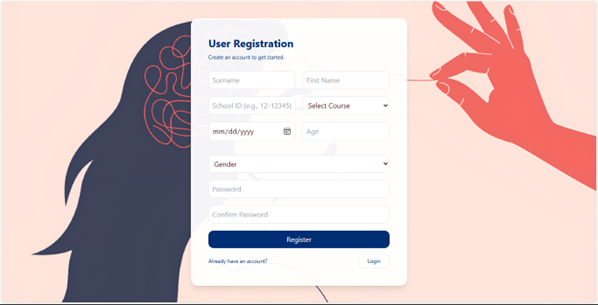 User Registration
Create an account to get started.
Surname First Name
School ID (e.g., 12-12345) Select Course
mm/dd/yyyy Age
Gender
Password
Confirm Password
Register
Already have an account? Login